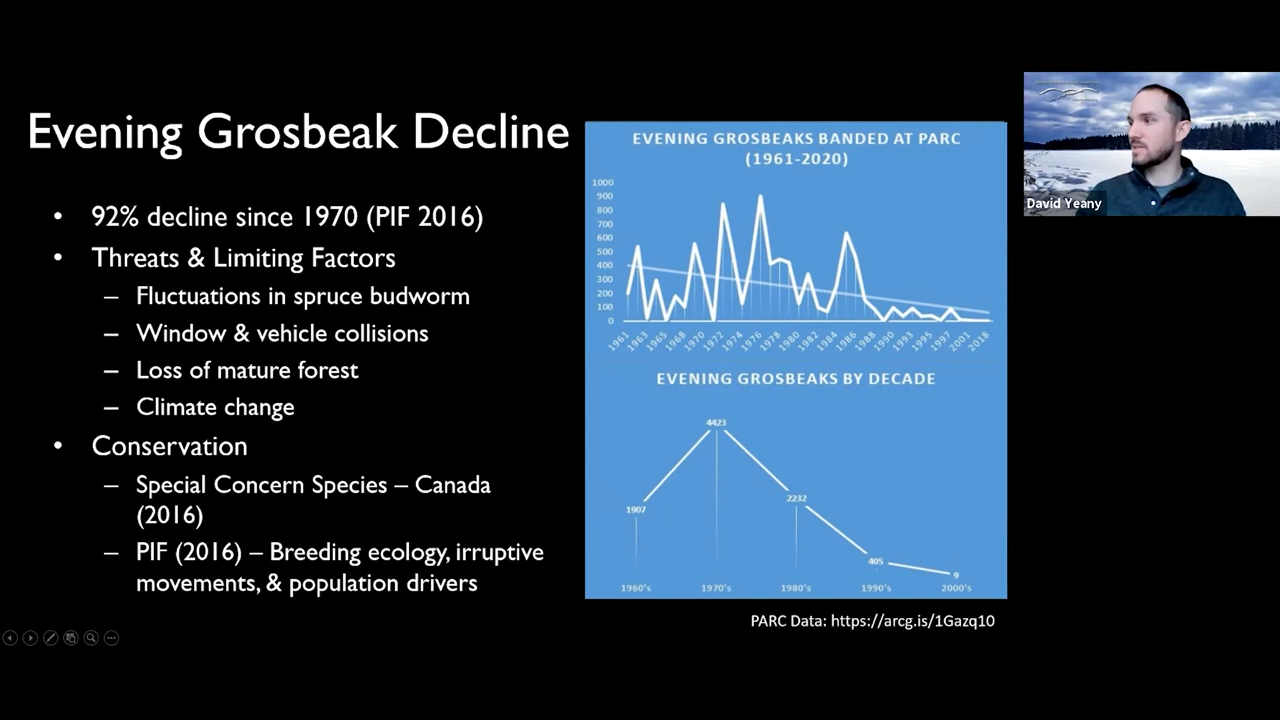 Evening Grosbeak Decline
• 92% decline since 1970 (PIF 2016)
• Threats & Limiting Factors
– Fluctuations in spruce budworm
– Window & vehicle collisions
– Loss of mature forest
– Climate change
• Conservation
– Special Concern Species – Canada
(2016)
– PIF (2016) – Breeding ecology, irruptive
movements, & population drivers
EVENING GROSBEAKS BANDED AT PARC
(1961-2020)
1000
900
800
700
600
500
400
300
200
100
0
1961 1963 1965 1968 1970 1972 1974 1976 1978 1980 1982 1984 1986 1988 1990 1993 1995 1997 2001 2018
EVENING GROSBEAKS BY DECADE
4423
2232
1907
405
9
1960's 1970's 1980's 1990's 2000's
PARC Data: https://arcg.is/1Gazq10
David Yeany